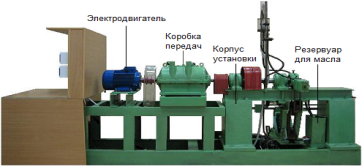 Электродвигатель
Коробка
передач
Корпус
установки
Резервуар
для масла